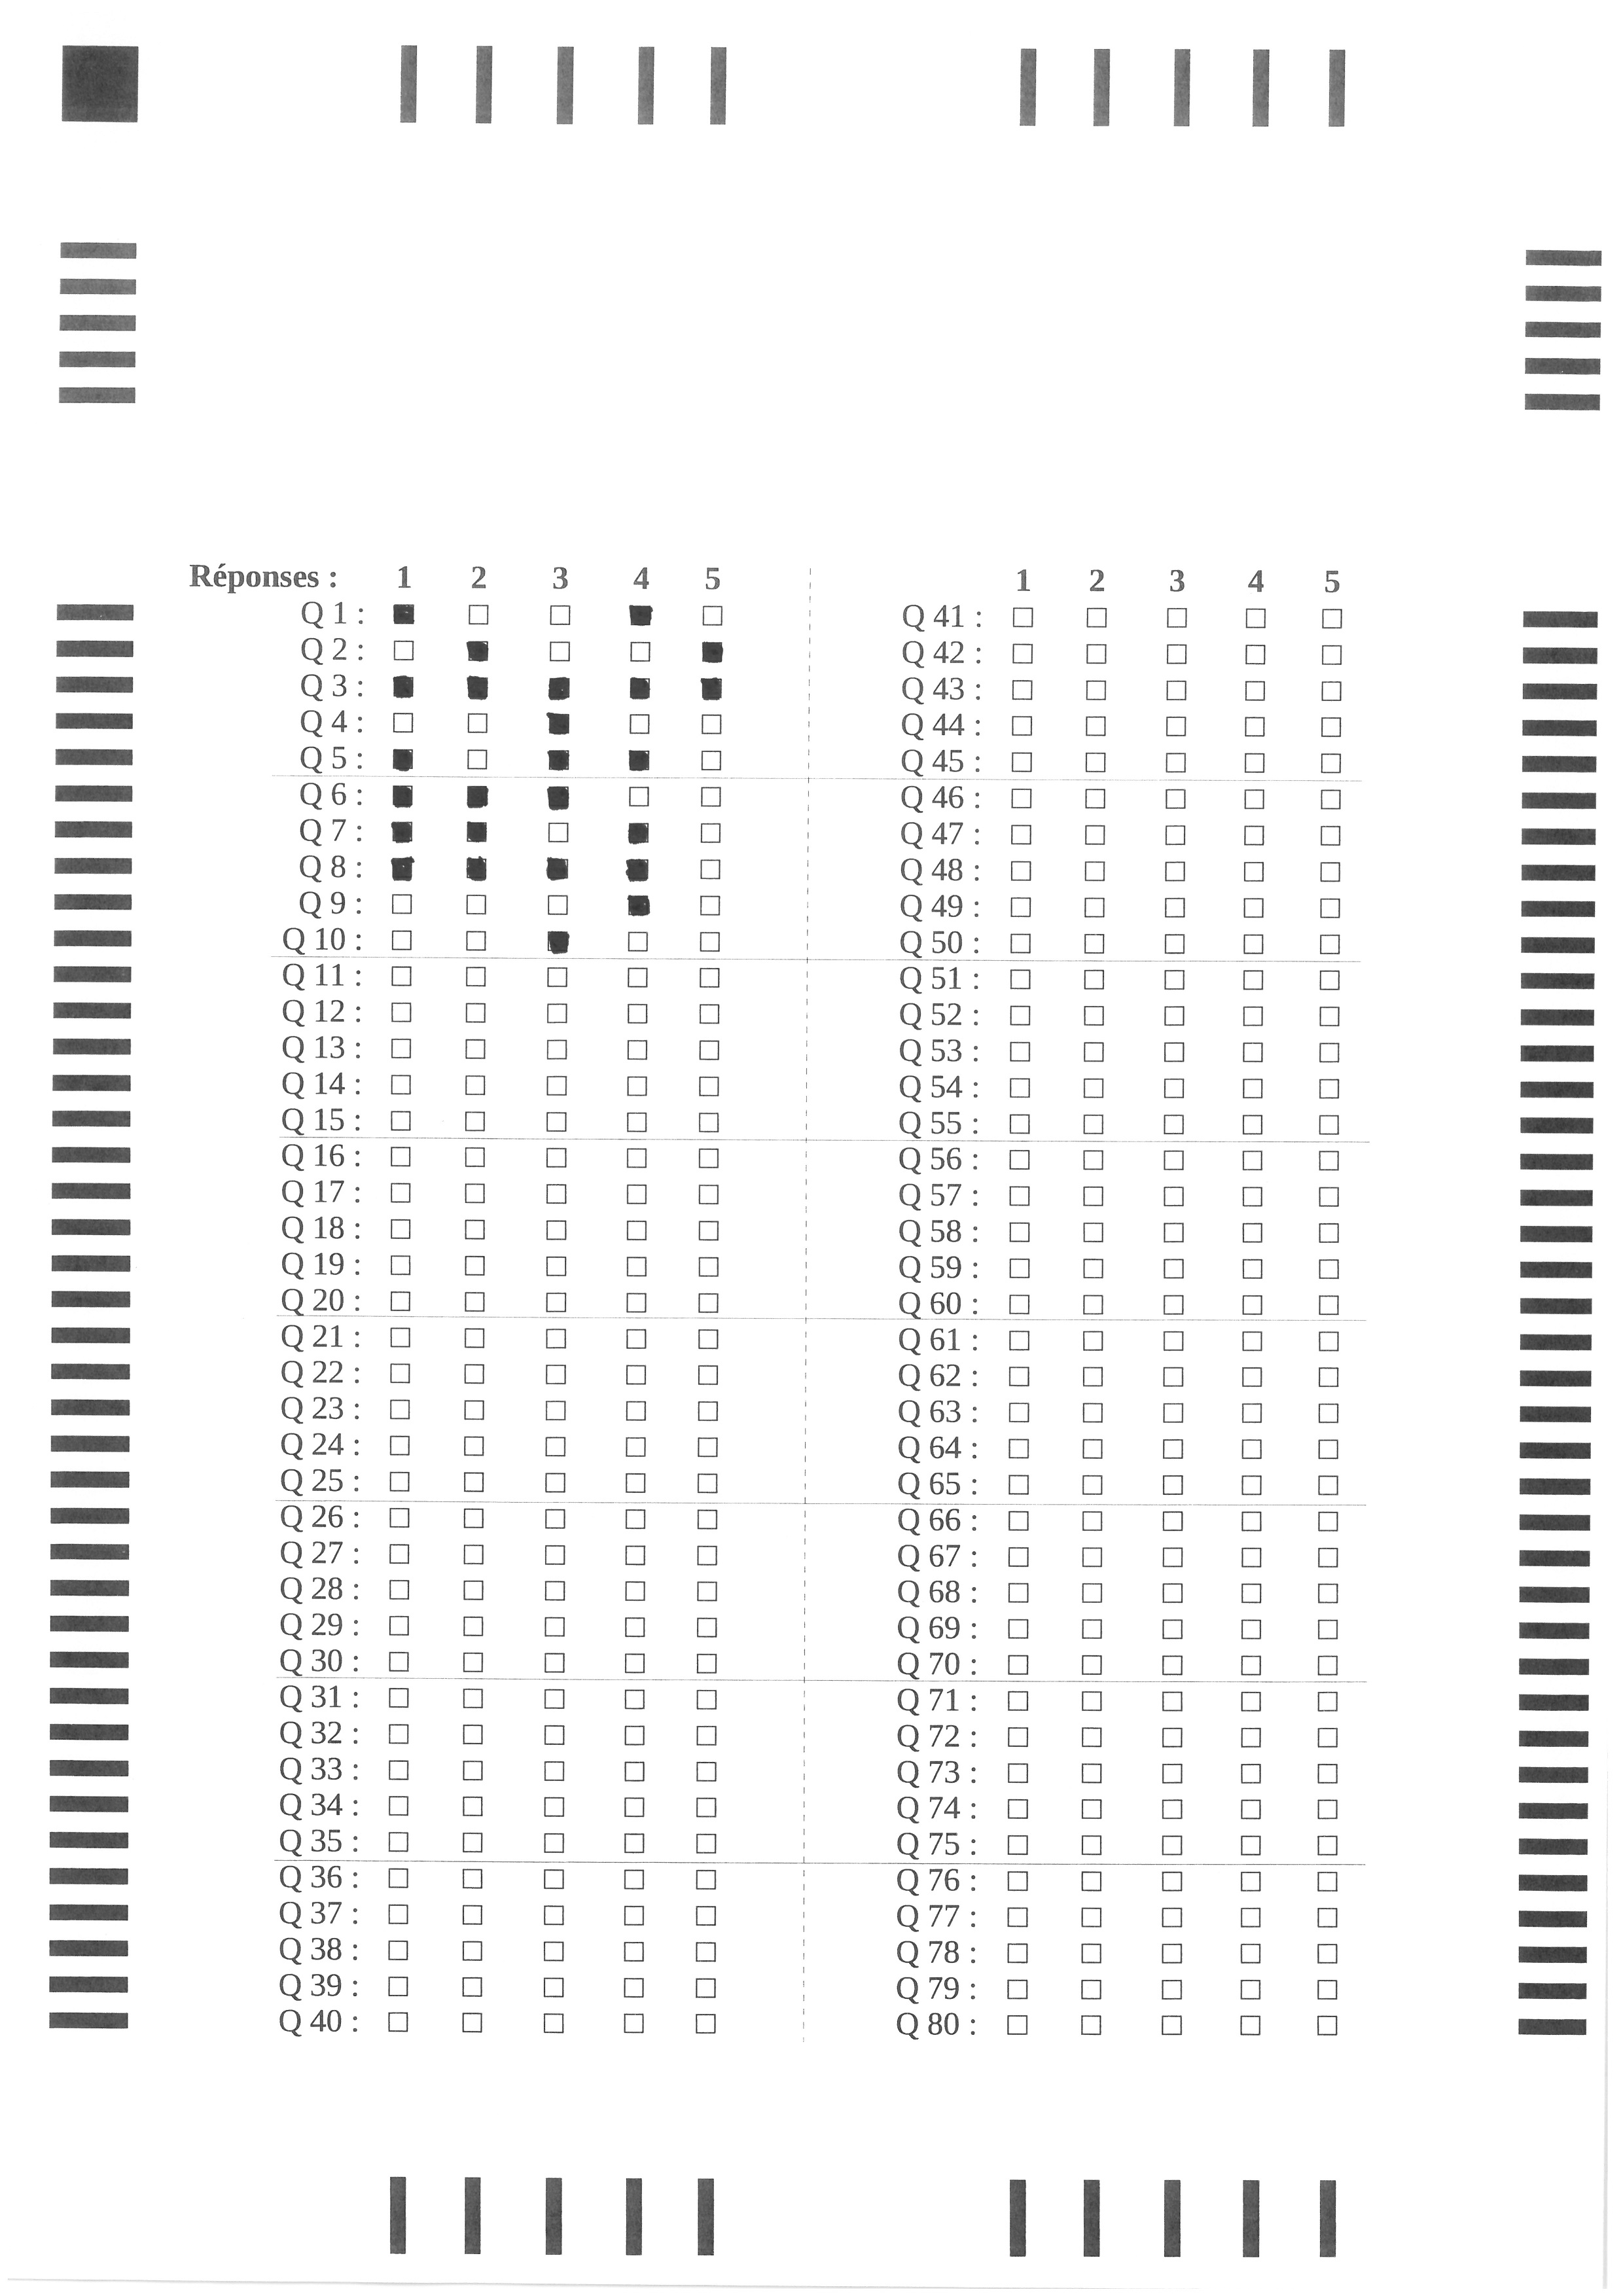 Réponses : 1 2 3 4 5
Q 1 :
Q 2 :
Q 3 :
Q 4 :
Q 5 :
Q 6 :
Q 7 :
Q 8 :
Q 9 :
Q 10 :
Q 11 :
Q 12 :
Q 13 :
Q 14 :
Q 15 :
Q 16 :
Q 17 :
Q 18 :
Q 19 :
Q 20 :
Q 21 :
Q 22 :
Q 23 :
Q 24 :
Q 25 :
Q 26 :
Q 27 :
Q 28 :
Q 29 :
Q 30 :
Q 31 :
Q 32 :
Q 33 :
Q 34 :
Q 35 :
Q 36 :
Q 37 :
Q 38 :
Q 39 :
Q 40 :
1 2 3 4 5
Q 41 :
Q 42 :
Q 43 :
Q 44 :
Q 45 :
Q 46 :
Q 47 :
Q 48 :
Q 49 :
Q 50 :
Q 51 :
Q 52 :
Q 53 :
Q 54 :
Q 55 :
Q 56 :
Q 57 :
Q 58 :
Q 59 :
Q 60 :
Q 61 :
Q 62 :
Q 63 :
Q 64 :
Q 65 :
Q 66 :
Q 67 :
Q 68 :
Q 69 :
Q 70 :
Q 71 :
Q 72 :
Q 73 :
Q 74 :
Q 75 :
Q 76 :
Q 77 :
Q 78 :
Q 79 :
Q 80 :